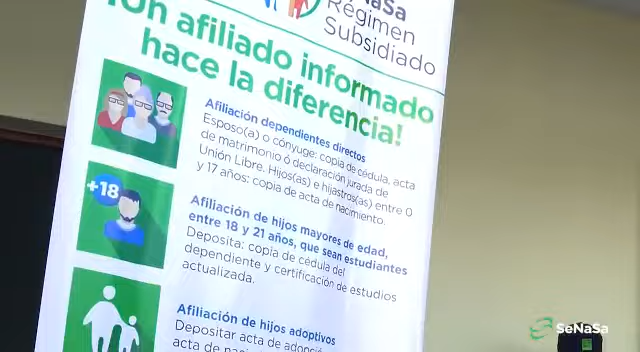 SeNaSa
Régimen
Subsidiado
¡Un afiliado informado
hace la diferencia!
Afiliación dependientes directos
Esposo(a) o cónyuge: copia de cédula, acta
de matrimonio ó declaración jurada de
Unión Libre. Hijos(as) e hijastros(as) entre 0
y 17 años: copia de acta de nacimiento.
+18
Afiliación de hijos mayores de edad,
entre 18 y 21 años, que sean estudiantes
Deposita: copia de cédula del
dependiente y certificación de estudios
actualizada.
Afiliación de hijos adoptivos
Depositar acta de
acta de
SeNaSa